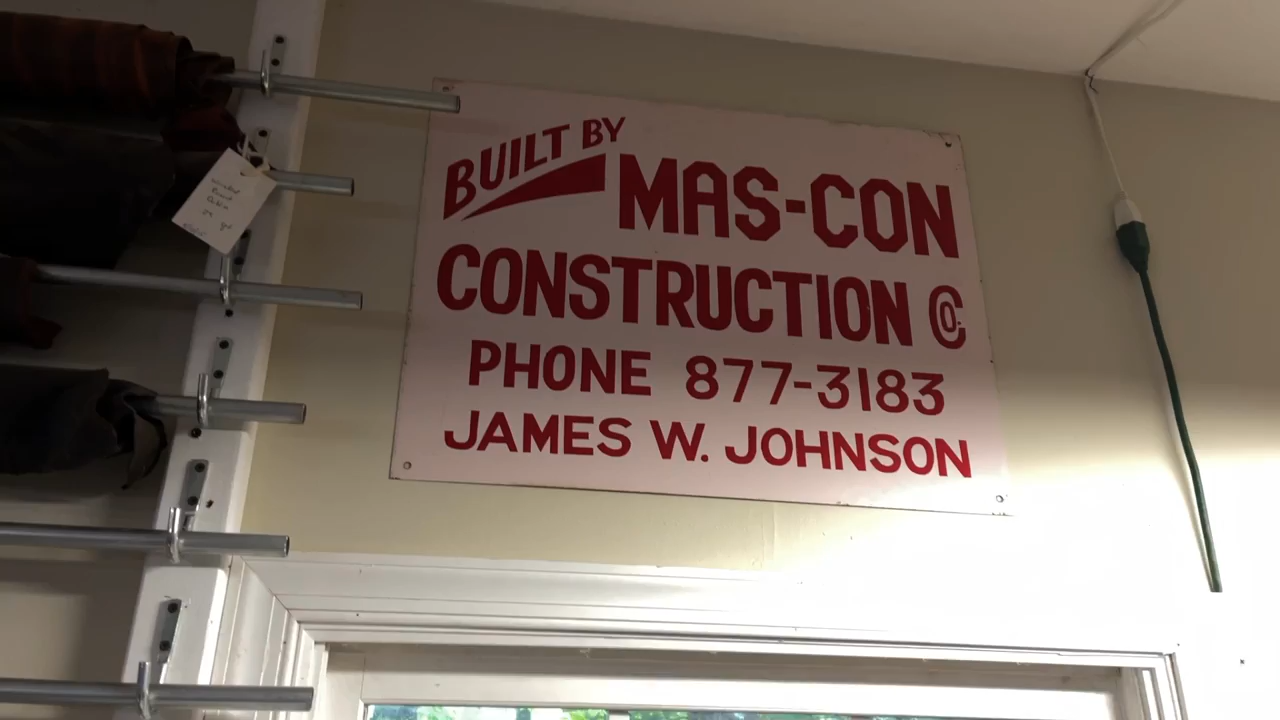 BUILT BY
MAS-CON
CONSTRUCTION Co.
PHONE 877-3183
JAMES W. JOHNSON